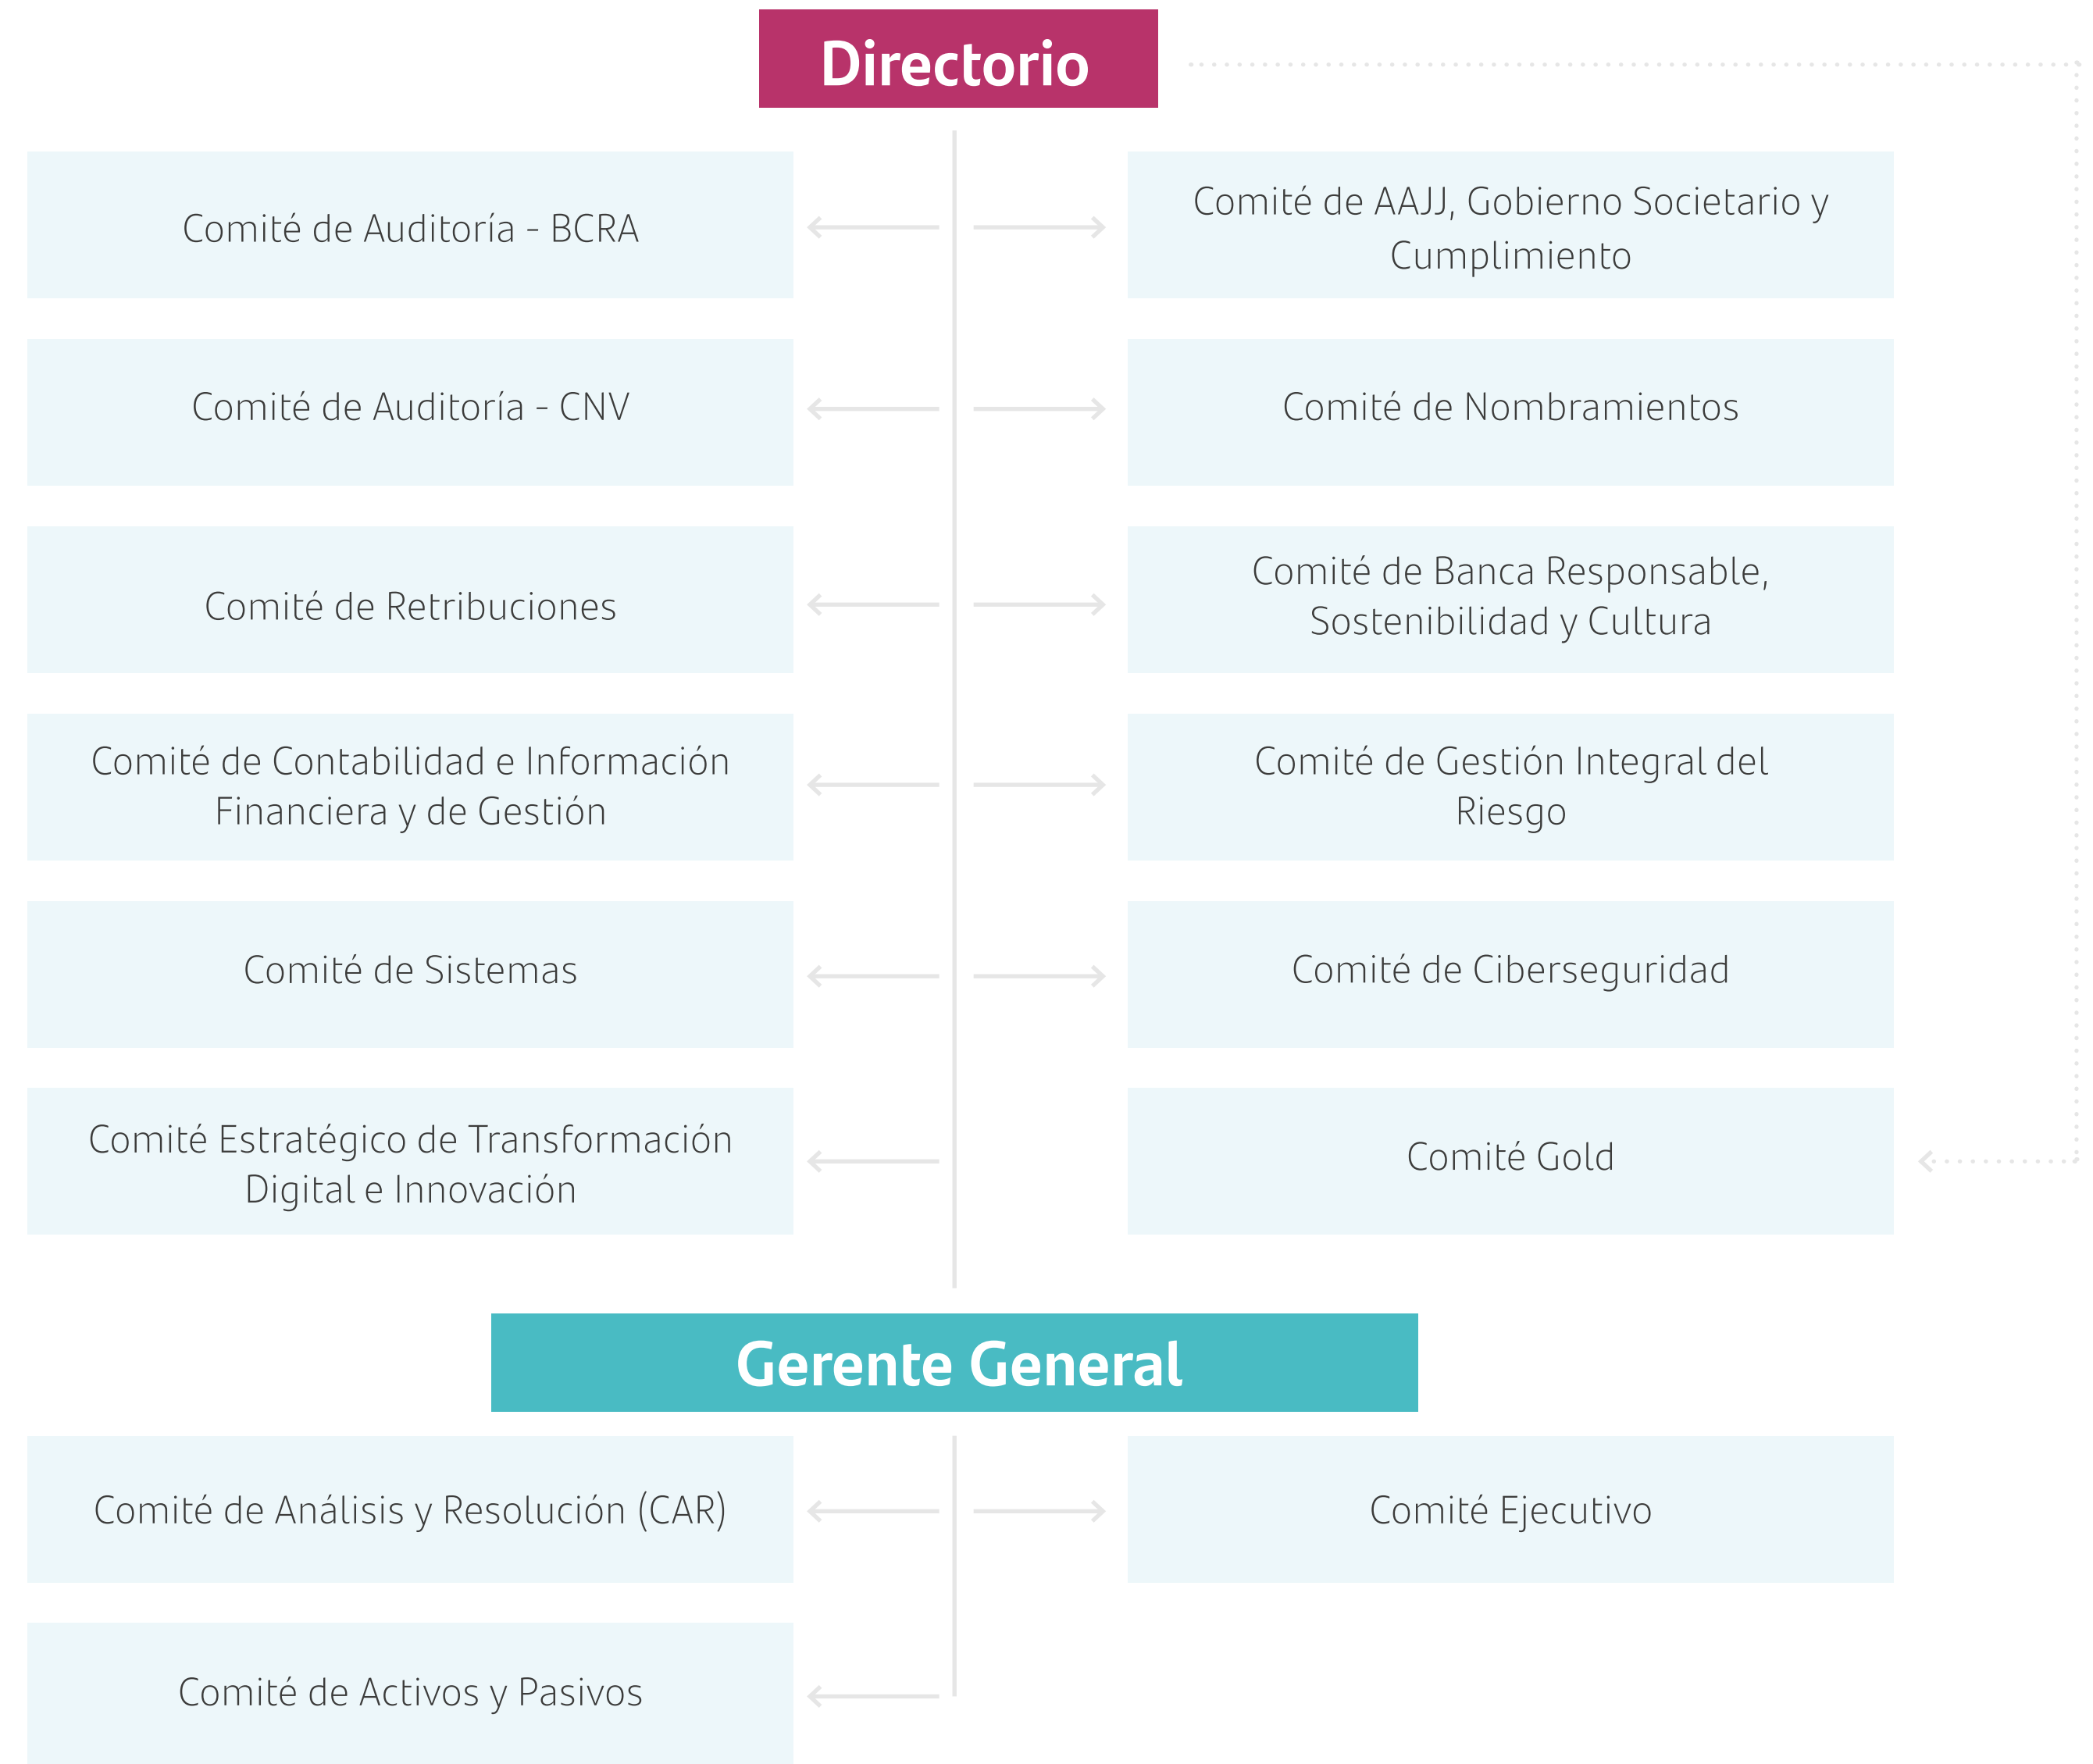 Directorio
Comité de Auditoría - BCRA
Comité de AAJJ, Gobierno Societario y
Cumplimiento
Comité de Auditoría - CNV
Comité de Nombramientos
Comité de Retribuciones
Comité de Banca Responsable,
Sostenibilidad y Cultura
Comité de Contabilidad e Información
Financiera y de Gestión
Comité de Gestión Integral del
Riesgo
Comité de Sistemas
Comité de Ciberseguridad
Comité Estratégico de Transformación
Digital e Innovación
Comité Gold
Gerente General
Comité de Análisis y Resolución (CAR)
Comité Ejecutivo
Comité de Activos y Pasivos